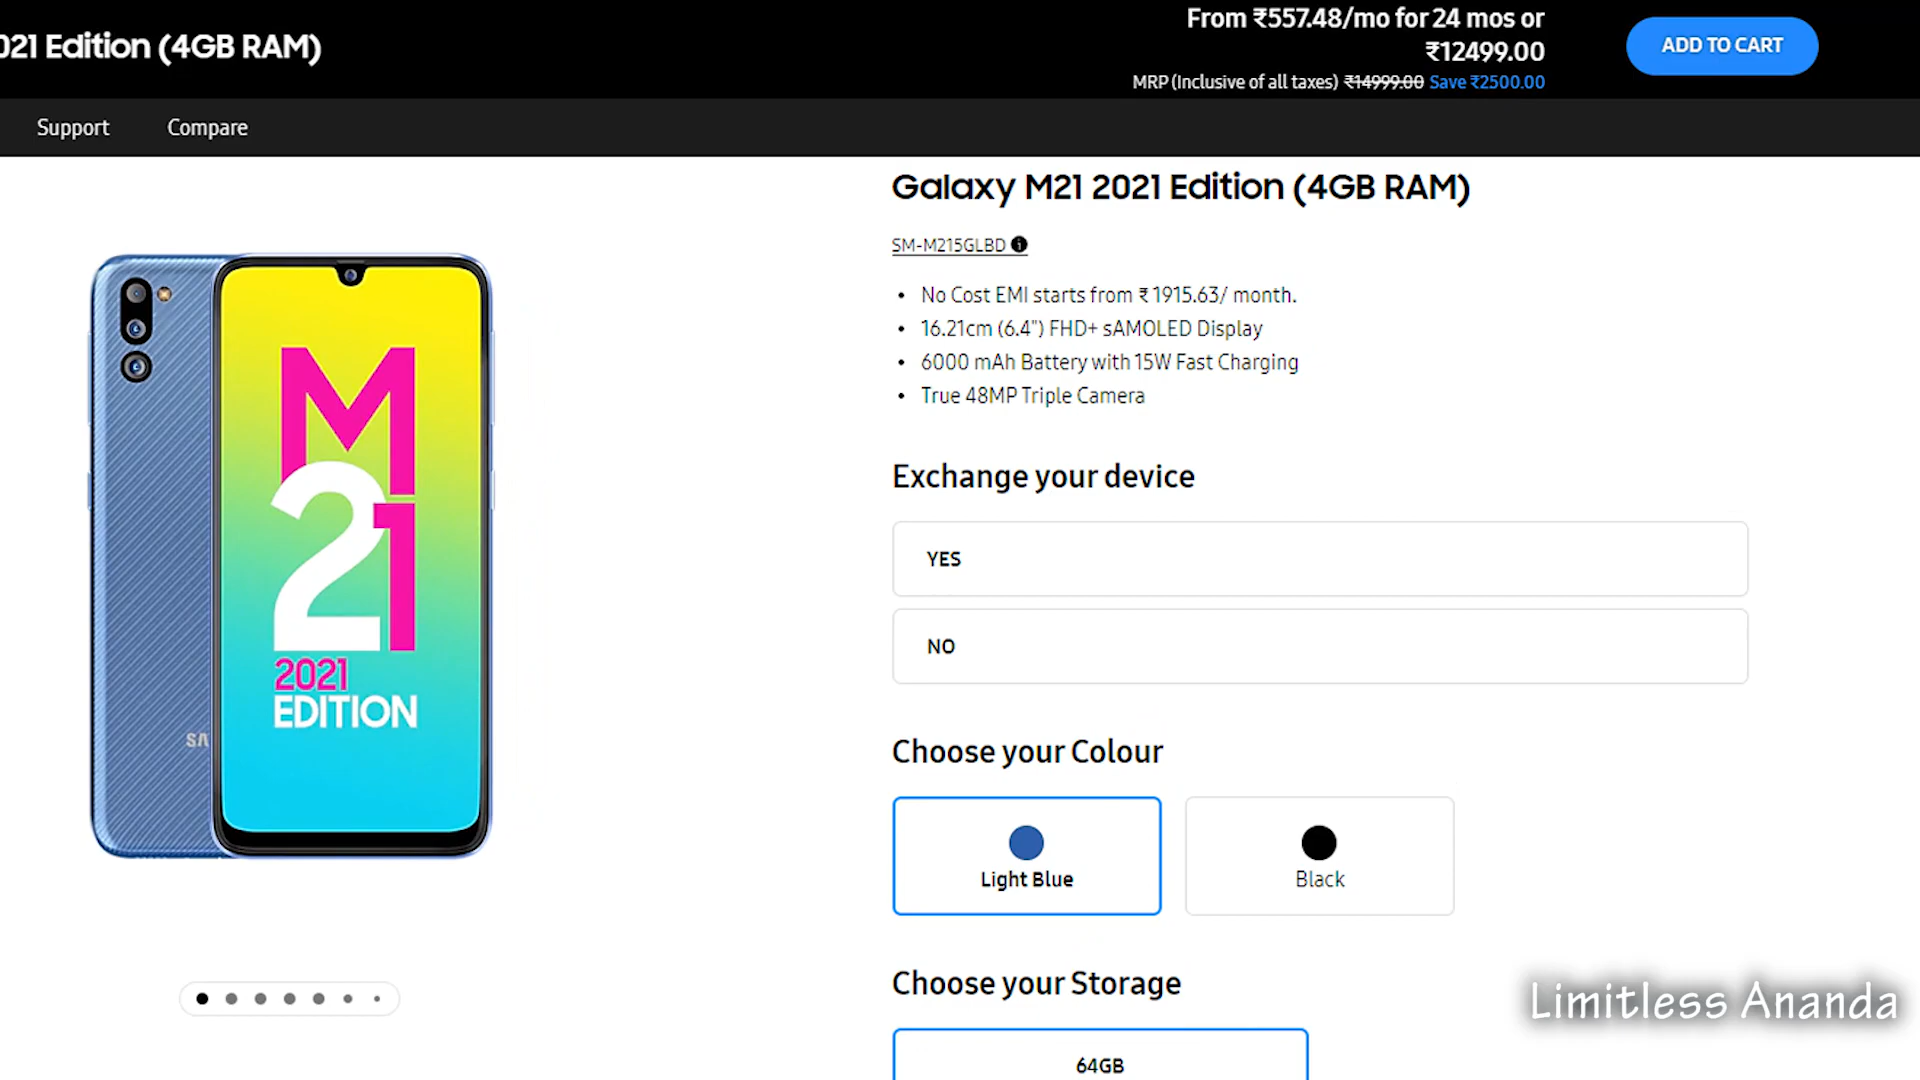 021 Edition (4GB RAM)
From ₹557.48/mo for 24 mos or
₹12499.00
MRP (Inclusive of all taxes) ₹14999.00 Save ₹2500.00
ADD TO CART
Support
Compare
Galaxy M21 2021 Edition (4GB RAM)
SM-M215GLBD
• No Cost EMI starts from ₹ 1915.63/ month.
• 16.21cm (6.4") FHD+ sAMOLED Display
• 6000 mAh Battery with 15W Fast Charging
• True 48MP Triple Camera
M
21
2021
EDITION
SA
Exchange your device
YES
NO
Choose your Colour
Light Blue
Black
Choose your Storage
64GB
Limitless Ananda